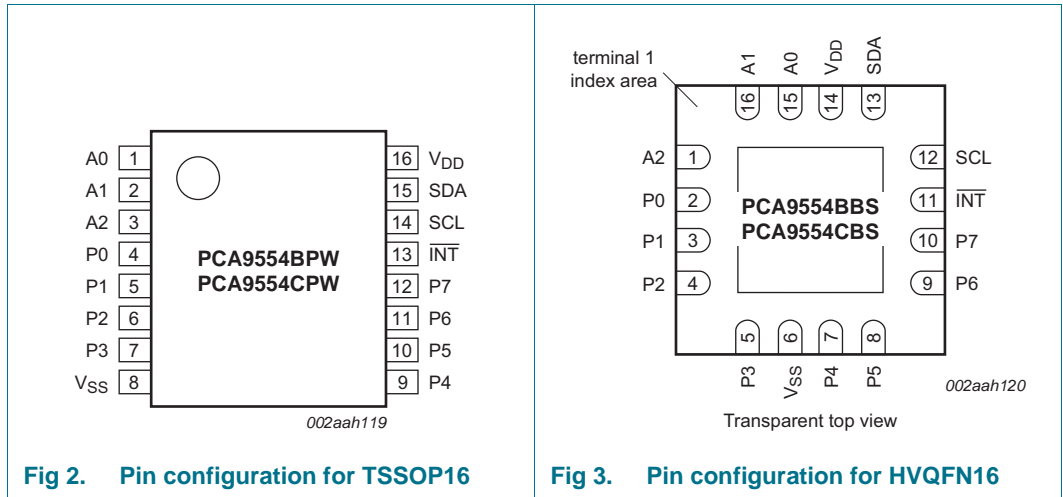 A0 1
A1 2
A2 3
P0 4
P1 5
P2 6
P3 7
VSS 8
PCA9554BPW
PCA9554CPW
16 VDD
15 SDA
14 SCL
13 INT
12 P7
11 P6
10 P5
9 P4
002aah119
Fig 2. Pin configuration for TSSOP16
terminal 1
index area
A1 A0 VDD SDA
16 15 14 13
A2 1
P0 2
P1 3
P2 4
PCA9554BBS
PCA9554CBS
12 SCL
11 INT
10 P7
9 P6
5 6 7 8
P3 VSS P4 P5
002aah120
Transparent top view
Fig 3. Pin configuration for HVQFN16